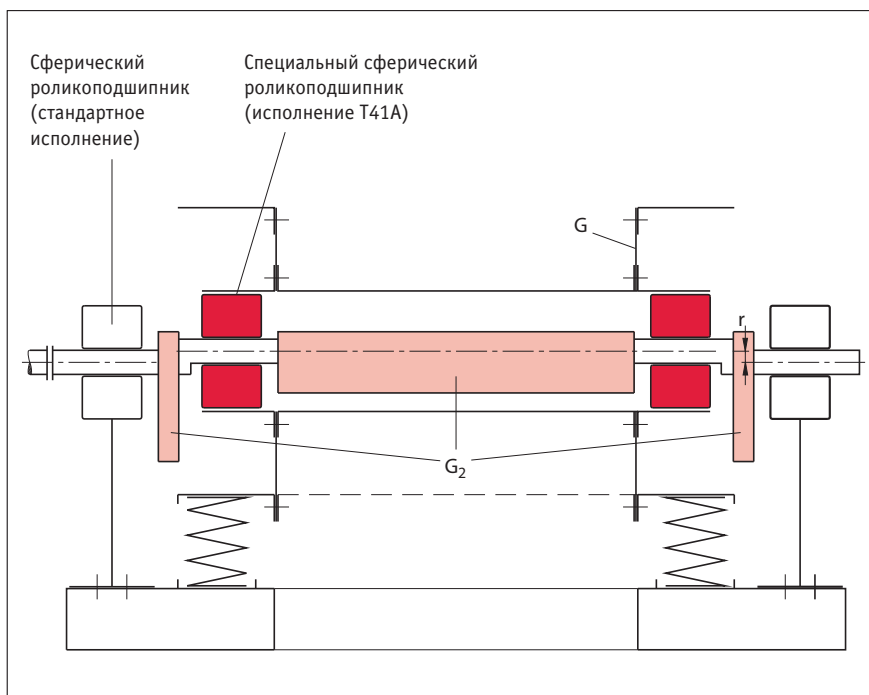 Сферический
роликоподшипник
(стандартное
исполнение)
Специальный сферический
роликоподшипник
(исполнение T41A)
G
r
G₂